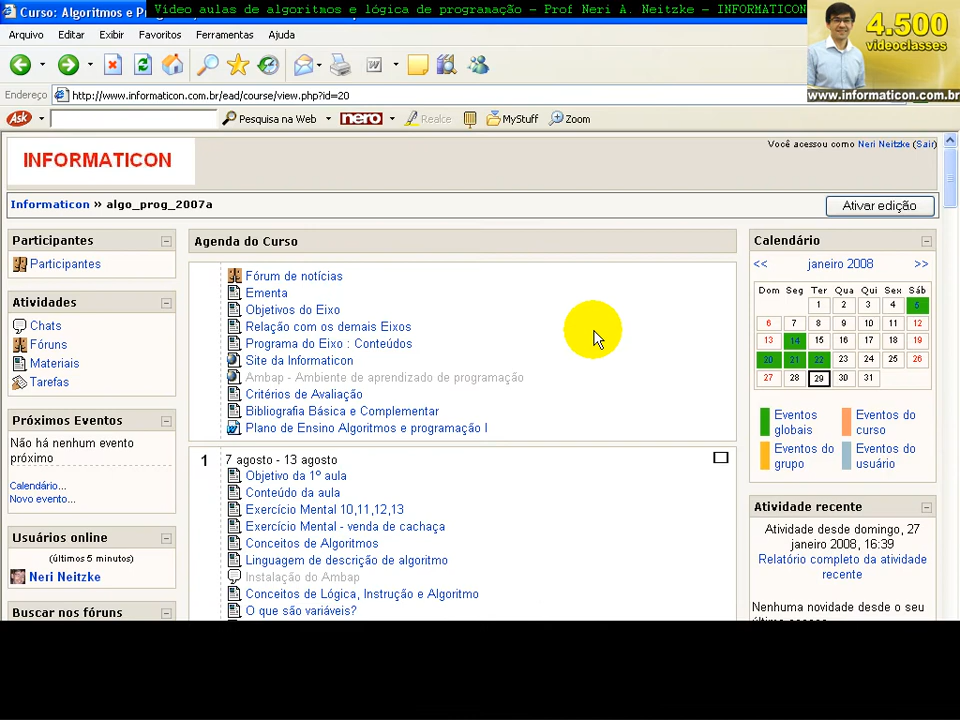 Curso: Algoritmos e Pr
Video aulas de algoritmos e lógica de programação - Prof Neri A. Neitzke - INFORMATICON
4.500
videoclasses
www.informaticon.com.br
Arquivo Editar Exibir Favoritos Ferramentas Ajuda
Endereço http://www.informaticon.com.br/ead/course/view.php?id=20
Ask Pesquisa na Web nero Realce MyStuff Zoom
INFORMATICON
Você acessou como Neri Neitzke (Sair)
Informaticon » algo_prog_2007a
Ativar edição
Participantes
Participantes
Atividades
Chats
Fóruns
Materiais
Tarefas
Próximos Eventos
Não há nenhum evento
próximo
Calendário...
Novo evento...
Usuários online
(últimos 5 minutos)
Neri Neitzke
Buscar nos fóruns
Agenda do Curso
Fórum de notícias
Ementa
Objetivos do Eixo
Relação com os demais Eixos
Programa do Eixo : Conteúdos
Site da Informaticon
Ambap - Ambiente de aprendizado de programação
Critérios de Avaliação
Bibliografia Básica e Complementar
Plano de Ensino Algoritmos e programação I
1 7 agosto - 13 agosto
Objetivo da 1º aula
Conteúdo da aula
Exercício Mental 10,11,12,13
Exercício Mental - venda de cachaça
Conceitos de Algoritmos
Linguagem de descrição de algoritmo
Instalação do Ambap
Conceitos de Lógica, Instrução e Algoritmo
O que são variáveis?
Calendário
<< janeiro 2008 >>
Dom Seg Ter Qua Qui Sex Sáb
1 2 3 4 5
6 7 8 9 10 11 12
13 14 15 16 17 18 19
20 21 22 23 24 25 26
27 28 29 30 31
Eventos globais
Eventos do curso
Eventos do grupo
Eventos do usuário
Atividade recente
Atividade desde domingo, 27
janeiro 2008, 16:39
Relatório completo da atividade
recente
Nenhuma novidade desde o seu